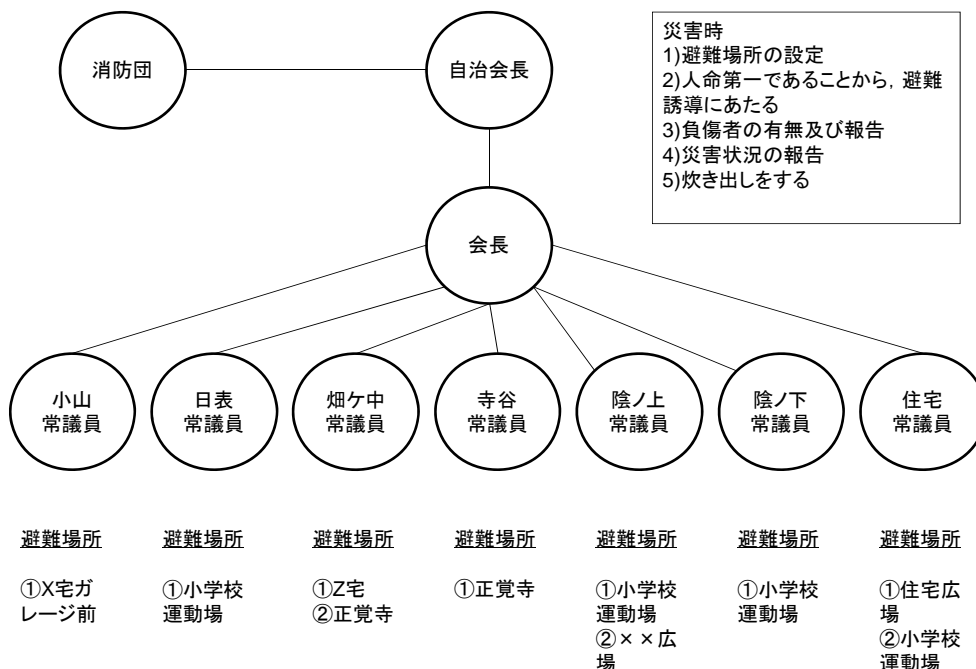 消防団
自治会長
災害時
1)避難場所の設定
2)人命第一であることから, 避難
誘導にあたる
3)負傷者の有無及び報告
4)災害状況の報告
5)炊き出しをする
会長
小山
常議員
日表
常議員
畑ケ中
常議員
寺谷
常議員
陰ノ上
常議員
陰ノ下
常議員
住宅
常議員
避難場所
①X宅ガ
レージ前
避難場所
①小学校
運動場
避難場所
①Z宅
②正覚寺
避難場所
①正覚寺
避難場所
①小学校
運動場
②××広
場
避難場所
①小学校
運動場
避難場所
①住宅広
場
②小学校
運動場